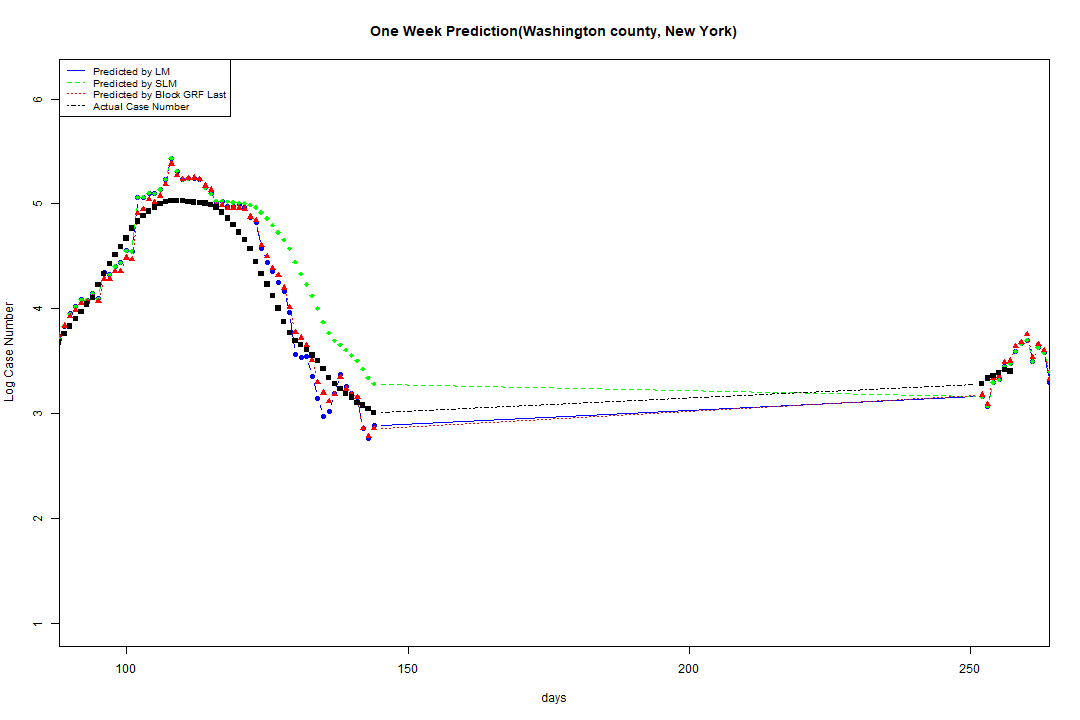 One Week Prediction(Washington county, New York)
Predicted by LM
Predicted by SLM
Predicted by Block GRF Last
Actual Case Number
6
5
4
3
2
1
Log Case Number
100
150
200
250
days